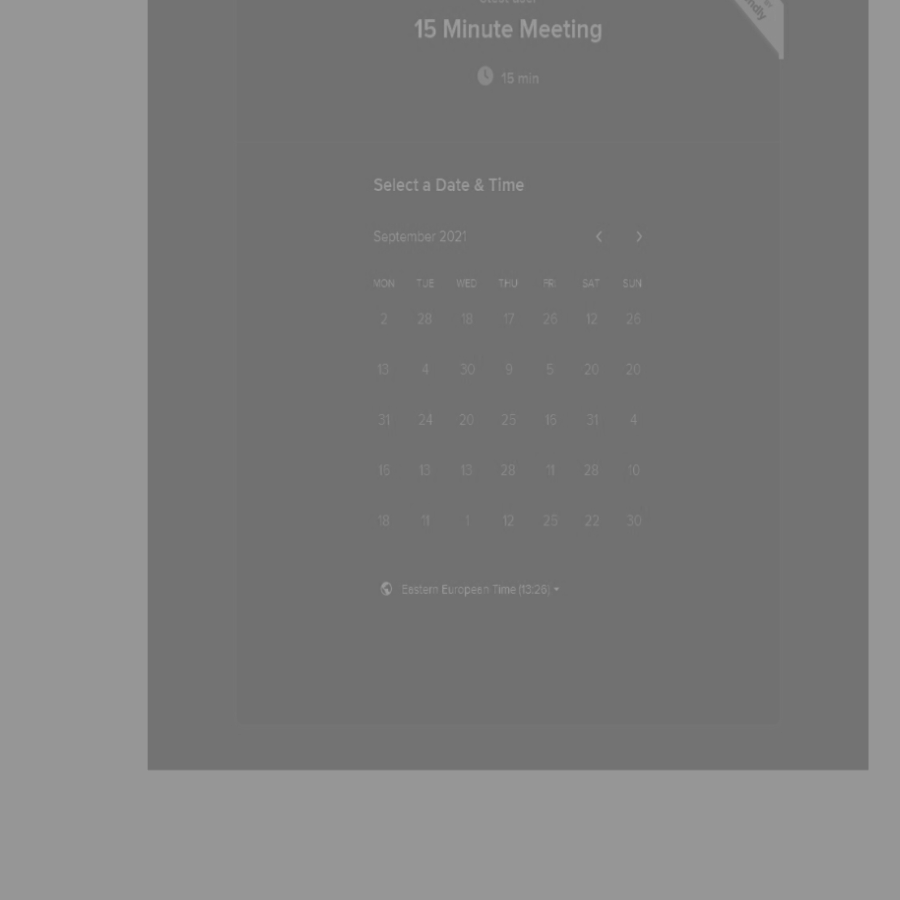 15 Minute Meeting
15 min
Select a Date & Time
September 2021
MON TUE WED THU FRI SAT SUN
2 28 18 17 26 12 26
13 4 30 9 5 20 20
31 24 20 25 15 31 4
16 13 13 28 11 28 10
18 11 1 12 25 22 30
Eastern European Time (13:26)